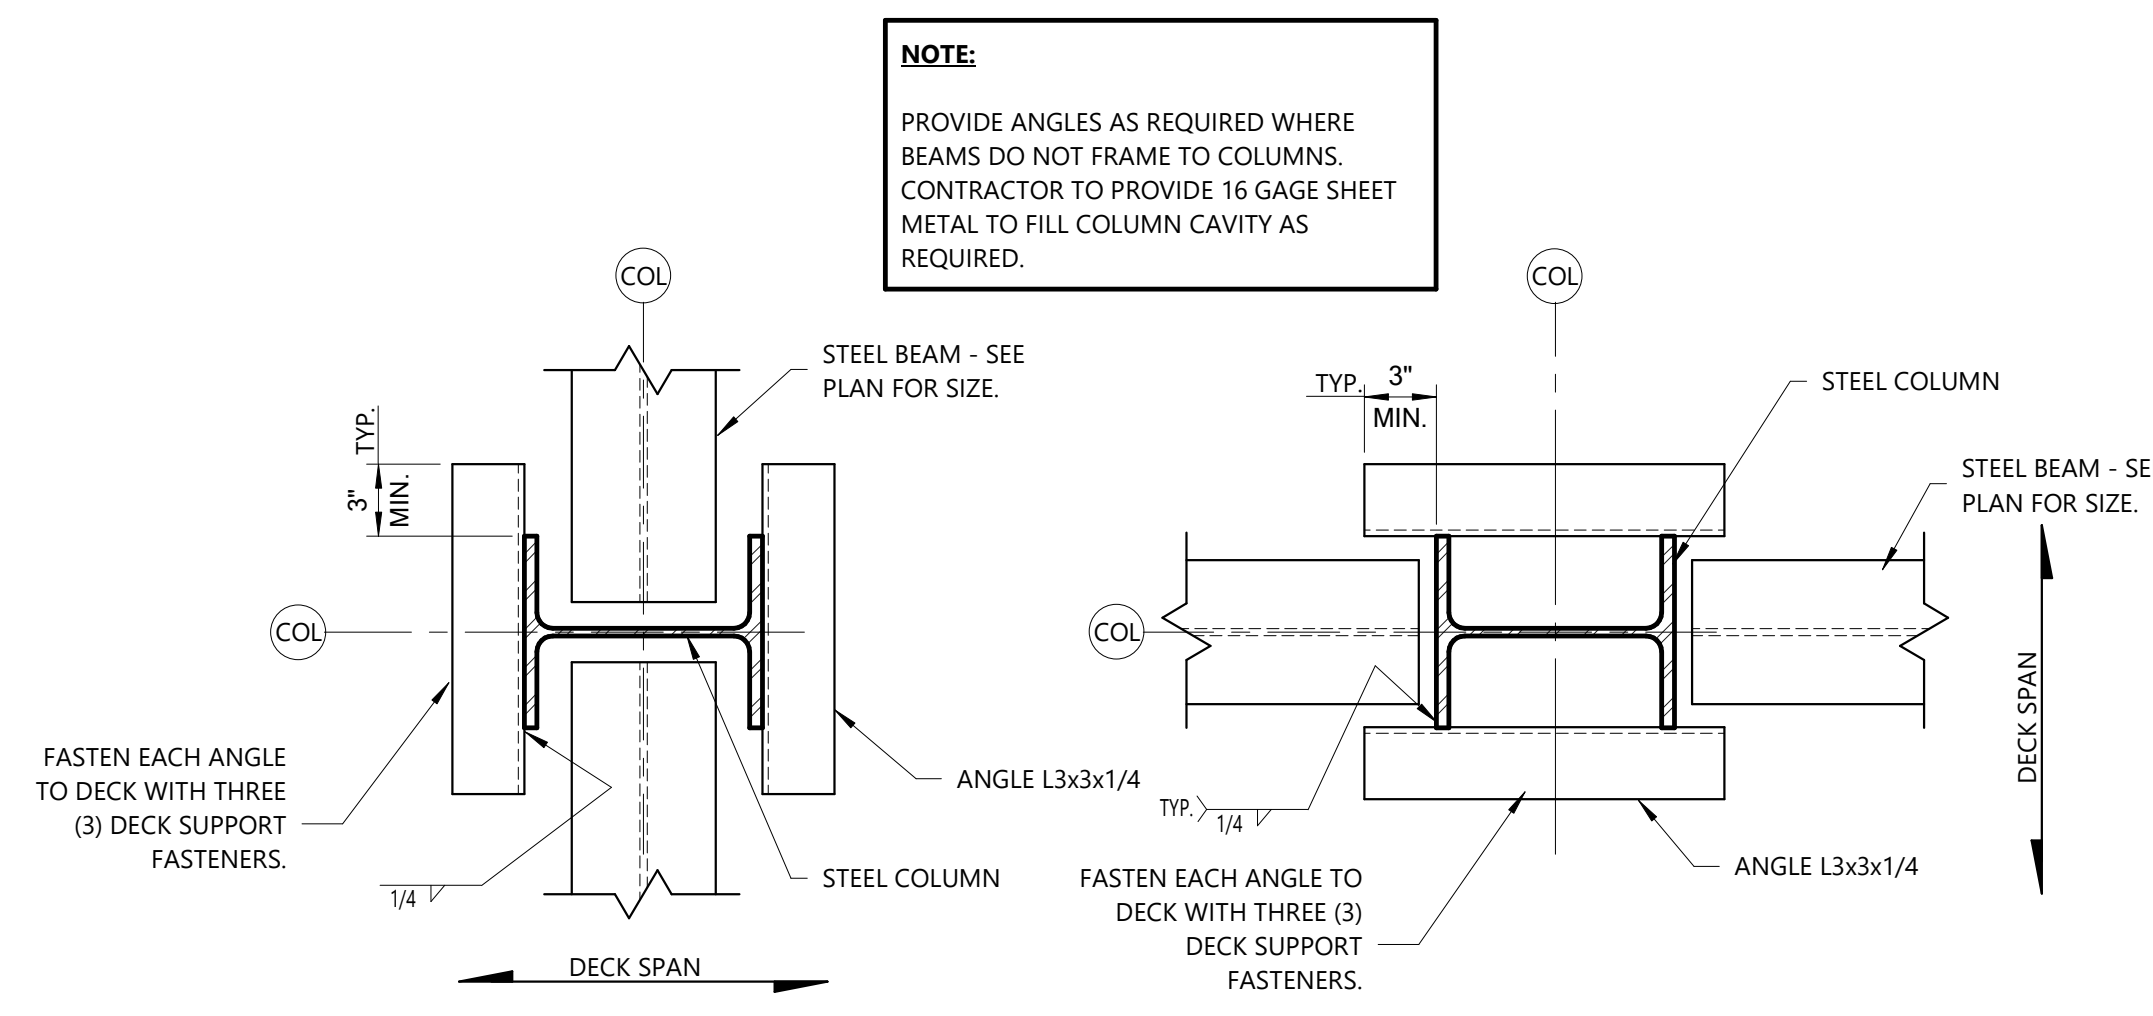 NOTE:
PROVIDE ANGLES AS REQUIRED WHERE
BEAMS DO NOT FRAME TO COLUMNS.
CONTRACTOR TO PROVIDE 16 GAGE SHEET
METAL TO FILL COLUMN CAVITY AS
REQUIRED.
COL
STEEL BEAM - SEE
PLAN FOR SIZE.
TYP.
3"
MIN.
COL
FASTEN EACH ANGLE
TO DECK WITH THREE
(3) DECK SUPPORT
FASTENERS.
1/4
ANGLE L3x3x1/4
STEEL COLUMN
DECK SPAN
COL
TYP.
3"
MIN.
STEEL COLUMN
STEEL BEAM - SE
PLAN FOR SIZE.
COL
DECK SPAN
TYP.
1/4
ANGLE L3x3x1/4
FASTEN EACH ANGLE TO
DECK WITH THREE (3)
DECK SUPPORT
FASTENERS.